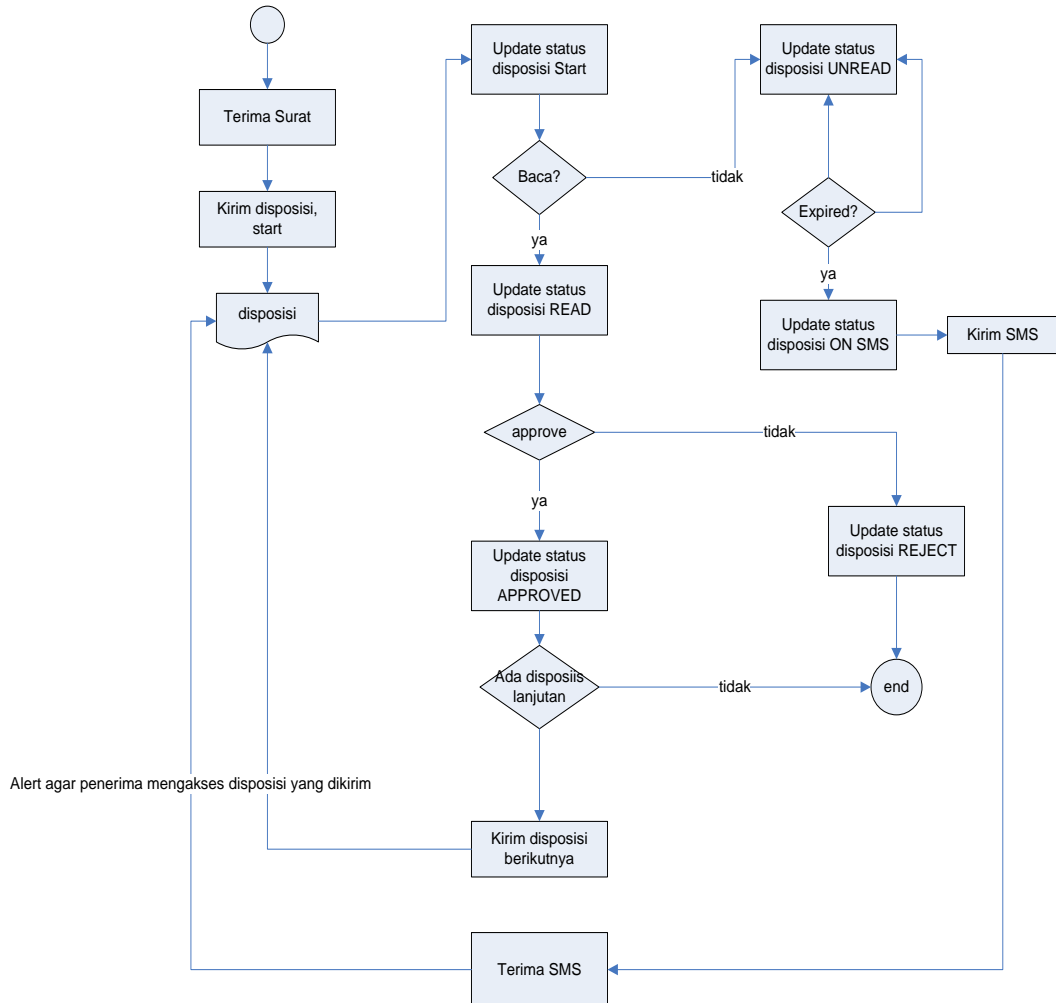 Update status
disposisi Start
Update status
disposisi UNREAD
Terima Surat
Baca?
tidak
Kirim disposisi,
start
Expired?
ya
ya
disposisi
Update status
disposisi READ
Update status
disposisi ON SMS
Kirim SMS
approve
tidak
ya
Update status
disposisi REJECT
Update status
disposisi
APPROVED
Ada disposiis
lanjutan
tidak
end
Alert agar penerima mengakses disposisi yang dikirim
Kirim disposisi
berikutnya
Terima SMS